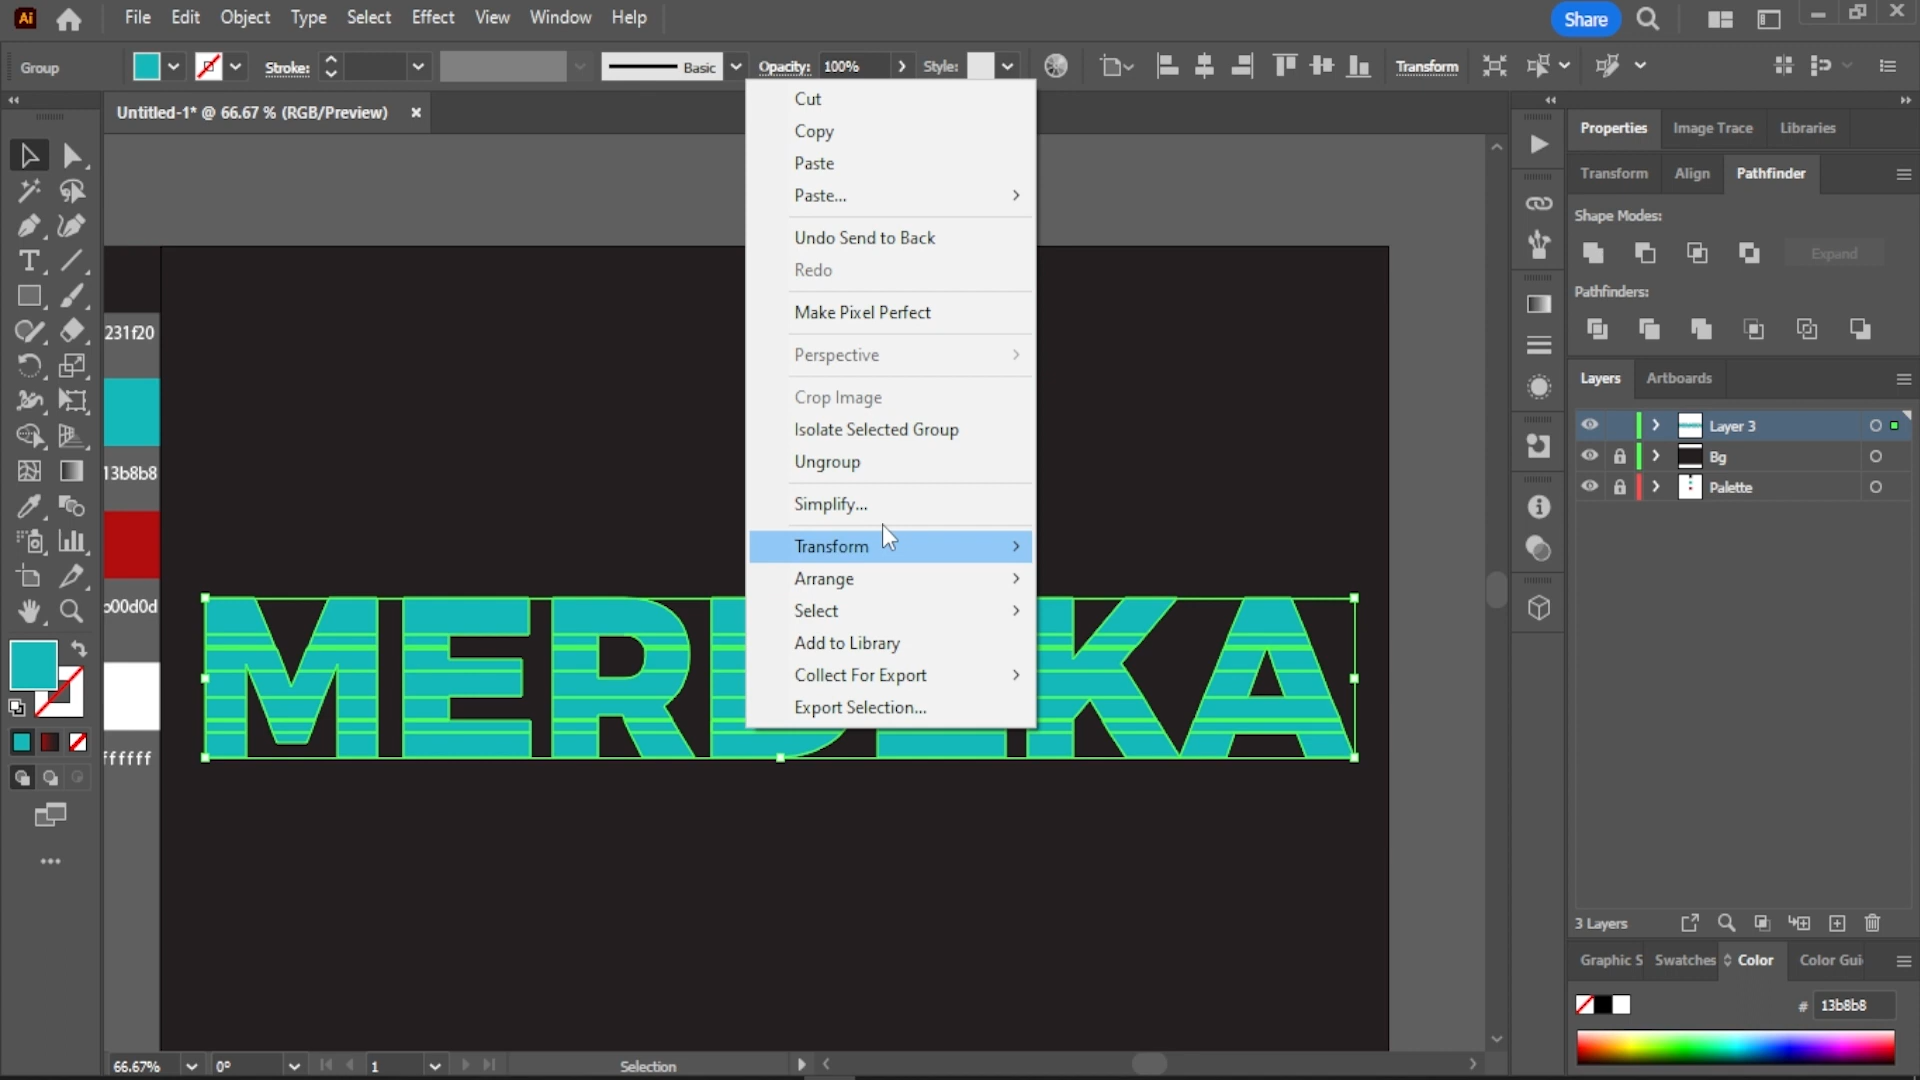 Ai File Edit Object Type Select Effect View Window Help Share
Group Stroke: Basic Opacity: 100% Style: Transform
Untitled-1* @ 66.67 % (RGB/Preview)
Cut
Copy
Paste
Paste...
Undo Send to Back
Redo
Make Pixel Perfect
Perspective
Crop Image
Isolate Selected Group
Ungroup
Simplify...
Transform
Arrange
Select
Add to Library
Collect For Export
Export Selection...
231f20
13b8b8
b00d0d
ffffff
MERDEKA
Properties Image Trace Libraries
Transform Align Pathfinder
Shape Modes:
Expand
Pathfinders:
Layers Artboards
Layer 3
Bg
Palette
3 Layers
Graphic S Swatches Color Color Gui
# 13b8b8
66.67% 0° 1 Selection